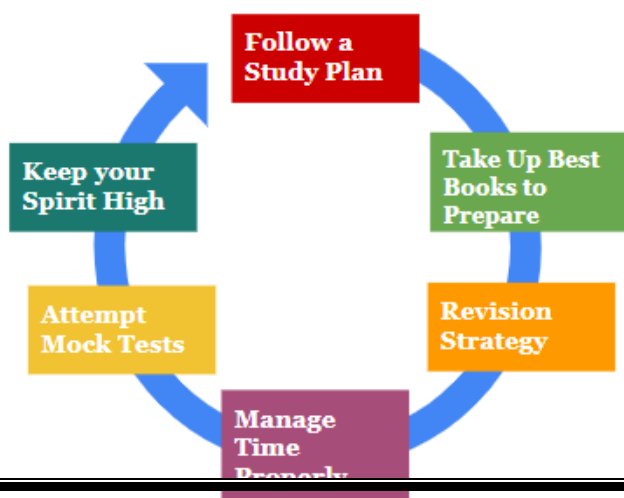 Follow a
Study Plan
Take Up Best
Books to
Prepare
Revision
Strategy
Manage
Time
Properly
Attempt
Mock Tests
Keep your
Spirit High